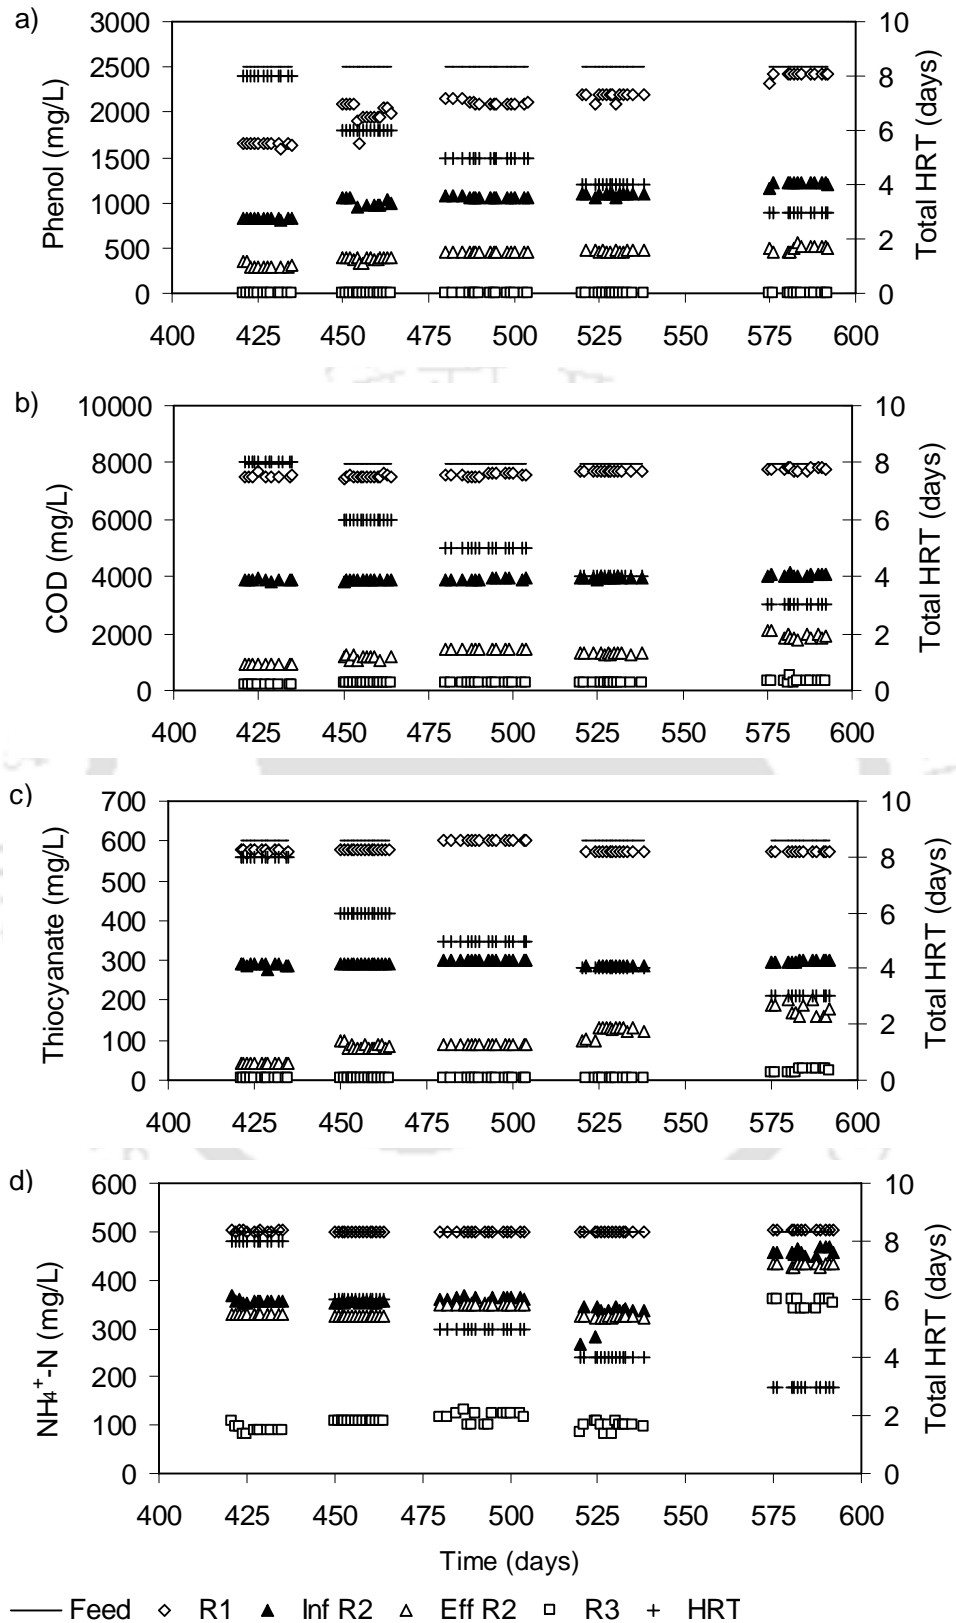 a)
3000
2500
2000
1500
1000
500
0
Phenol (mg/L)
10
8
6
4
2
0
Total HRT (days)
400 425 450 475 500 525 550 575 600
b)
10000
8000
6000
4000
2000
0
COD (mg/L)
10
8
6
4
2
0
Total HRT (days)
400 425 450 475 500 525 550 575 600
c)
700
600
500
400
300
200
100
0
Thiocyanate (mg/L)
10
8
6
4
2
0
Total HRT (days)
400 425 450 475 500 525 550 575 600
d)
600
500
400
300
200
100
0
NH₄⁺-N (mg/L)
10
8
6
4
2
0
Total HRT (days)
400 425 450 475 500 525 550 575 600
Time (days)
Feed R1 Inf R2 Eff R2 R3 HRT